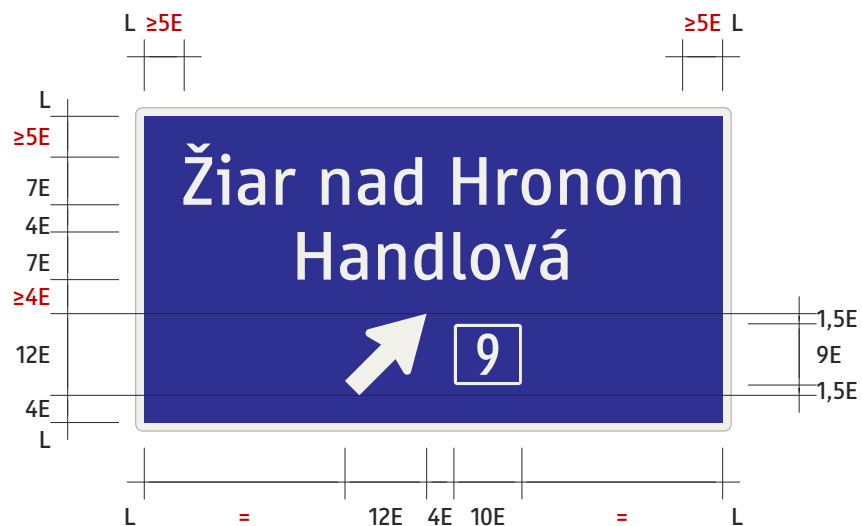 L ≥5E ≥5E L
L
≥5E
7E
4E
7E
≥4E
12E
4E
L
Žiar nad Hronom
Handlová
9
1,5E
9E
1,5E
L = 12E 4E 10E = L